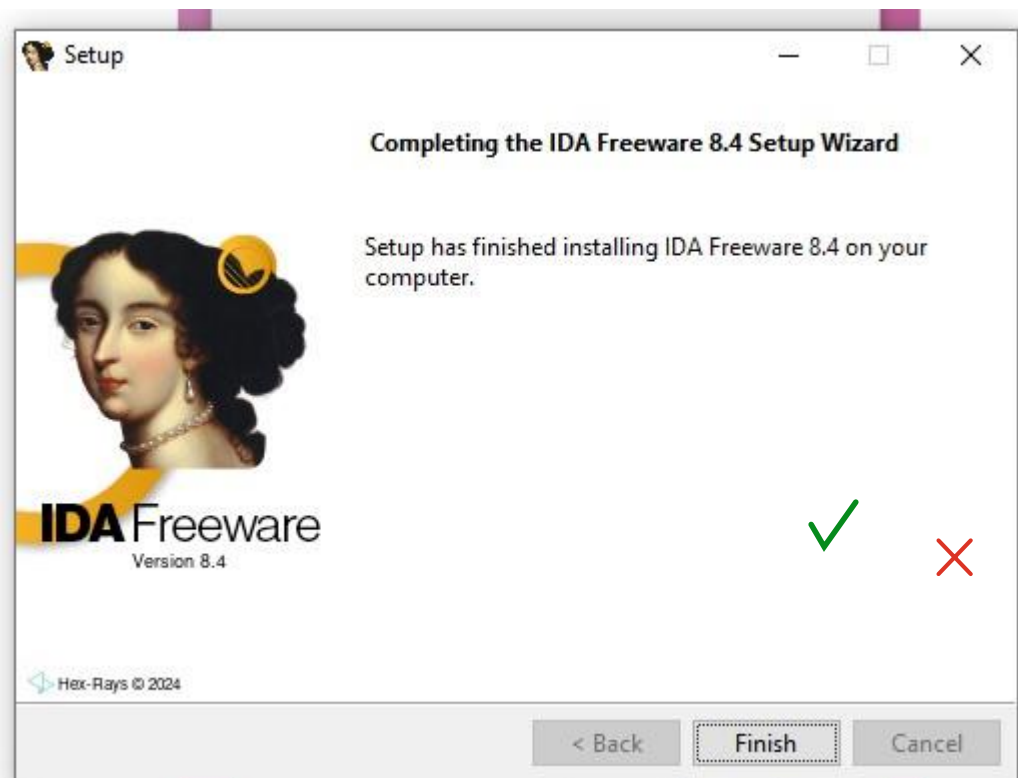 Setup
Completing the IDA Freeware 8.4 Setup Wizard
Setup has finished installing IDA Freeware 8.4 on your
computer.
IDA Freeware
Version 8.4
Hex-Rays © 2024
< Back
Finish
Cancel